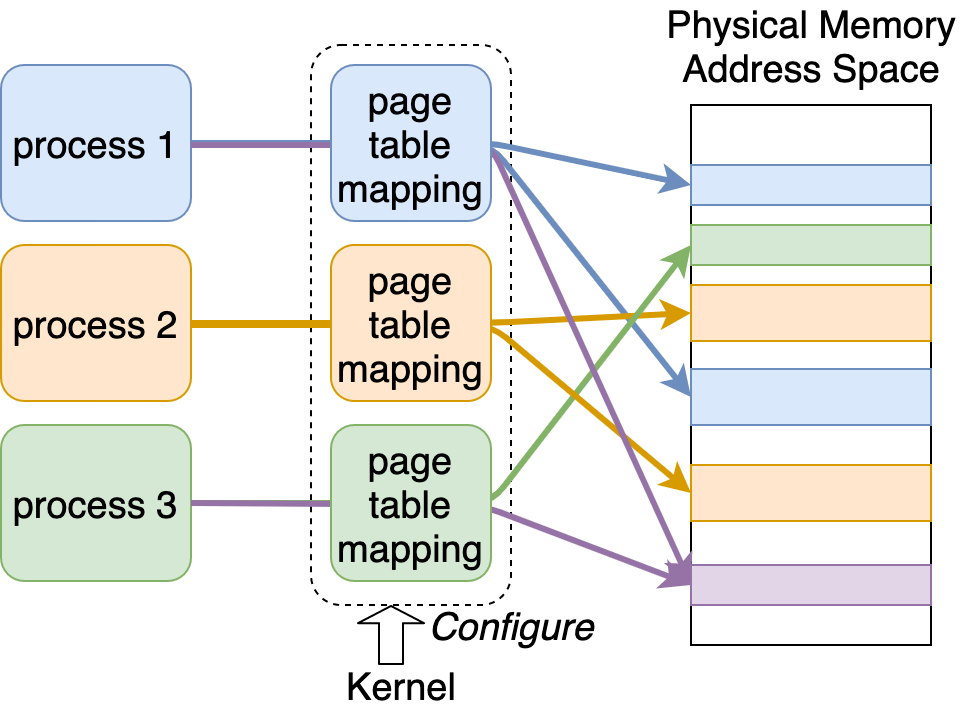 Physical Memory
Address Space
process 1
page
table
mapping
process 2
page
table
mapping
process 3
page
table
mapping
Configure
Kernel